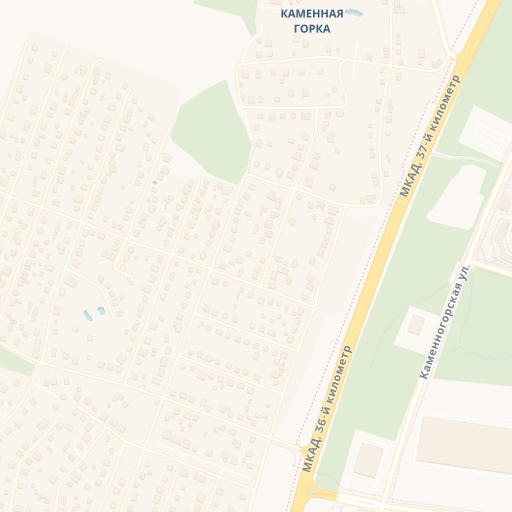 КАМЕННАЯ
ГОРКА
МКАД, 37-й километр
Каменногорская ул.
МКАД, 36-й километр